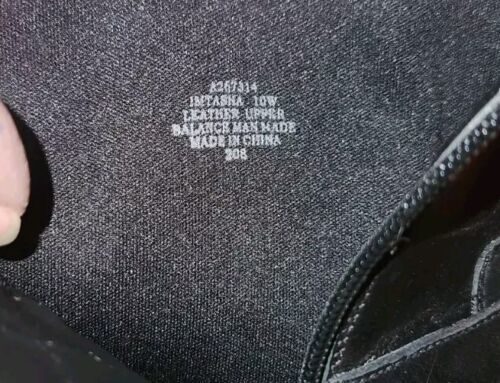 A267314
IMTASHA 10W
LEATHER UPPER
BALANCE MAN MADE
MADE IN CHINA
208